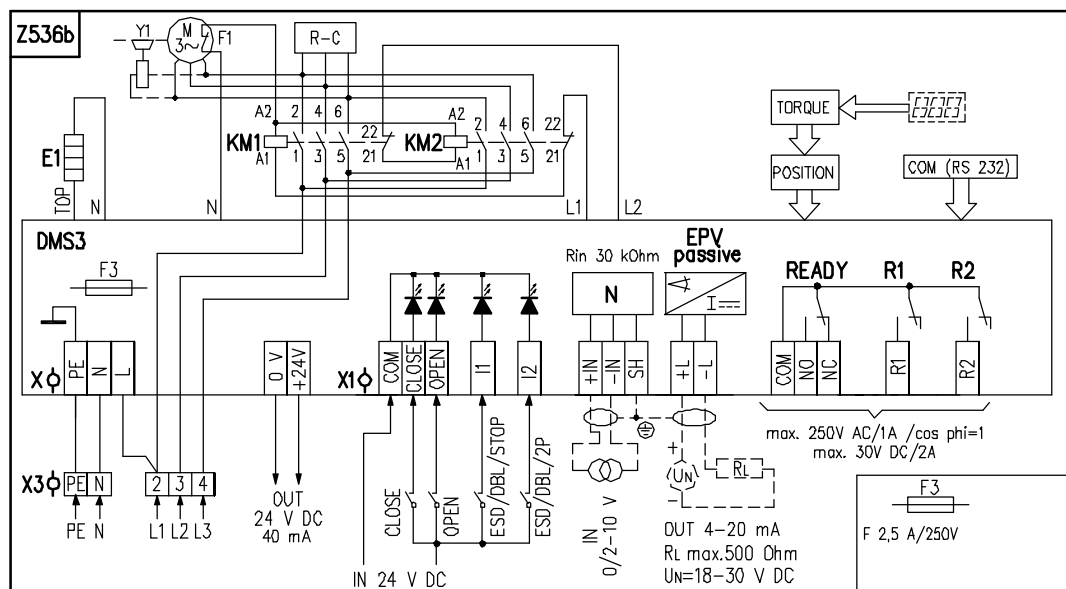 Z536b
Y1
M
3~
F1
R-C
A2
2
4
6
22
KM1
A1
1
3
5
21
A2
2
4
6
22
KM2
A1
1
3
5
21
TORQUE
POSITION
COM (RS 232)
E1
TOP
N
N
L1
L2
DMS3
F3
Rin 30 kOhm
EPV
passive
N
I
READY
R1
R2
X
PE
N
L
0 V
+24V
X1
COM
CLOSE
OPEN
I1
I2
+IN
-IN
SH
+L
-L
COM
NO
NC
R1
R2
max. 250V AC/1A /cos phi=1
max. 30V DC/2A
X3
PE
N
2
3
4
PE N
L1 L2 L3
OUT
24 V DC
40 mA
CLOSE
OPEN
ESD/DBL/STOP
ESD/DBL/2P
IN 24 V DC
IN
0/2-10 V
+
UN
-
RL
OUT 4-20 mA
RL max.500 Ohm
UN=18-30 V DC
F3
F 2,5 A/250V